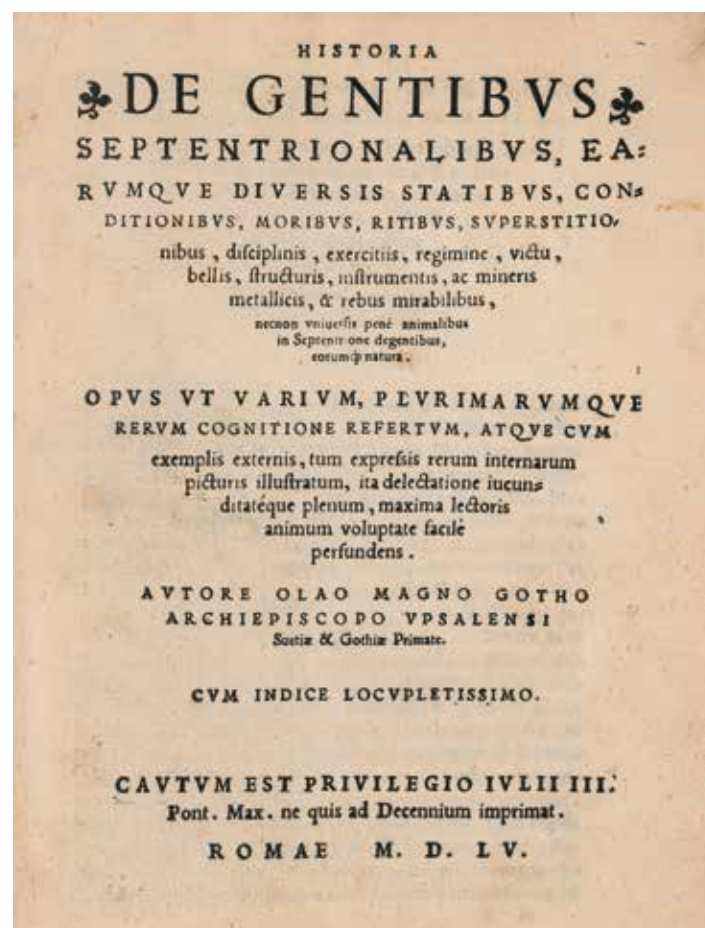 HISTORIA
DE GENTIBVS
SEPTENTRIONALIBVS, EA⸗
RVMQVE DIVERSIS STATIBVS, CON⸗
DITIONIBVS, MORIBVS, RITIBVS, SVPERSTITIO⸗
nibus, diſciplinis, exercitiis, regimine, victu,
bellis, ſtructuris, inſtrumentis, ac mineris
metallicis, & rebus mirabilibus,
necnon vniuerſis penè animalibus
in Septentrione degentibus,
eorumq́; natura.
OPVS VT VARIVM, PLVRIMARVMQVE
RERVM COGNITIONE REFERTVM, ATQVE CVM
exemplis externis, tum expreſsis rerum internarum
picturis illuſtratum, ita delectatione iucun⸗
ditatéque plenum, maxima lectoris
animum voluptate facilè
perfundens.
AVTORE OLAO MAGNO GOTHO
ARCHIEPISCOPO VPSALENSI
Suetiæ & Gothiæ Primate.
CVM INDICE LOCVPLETISSIMO.
CAVTVM EST PRIVILEGIO IVLII III.
Pont. Max. ne quis ad Decennium imprimat.
ROMAE M. D. LV.